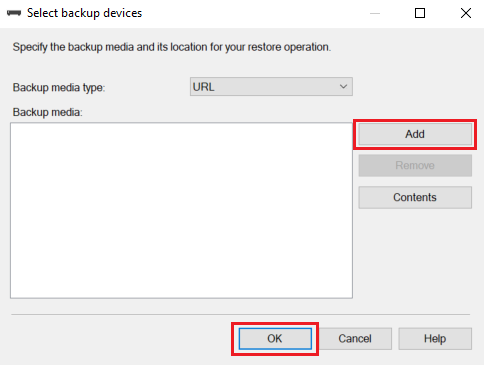 Select backup devices
Specify the backup media and its location for your restore operation.
Backup media type:
URL
Backup media:
Add
Remove
Contents
OK
Cancel
Help